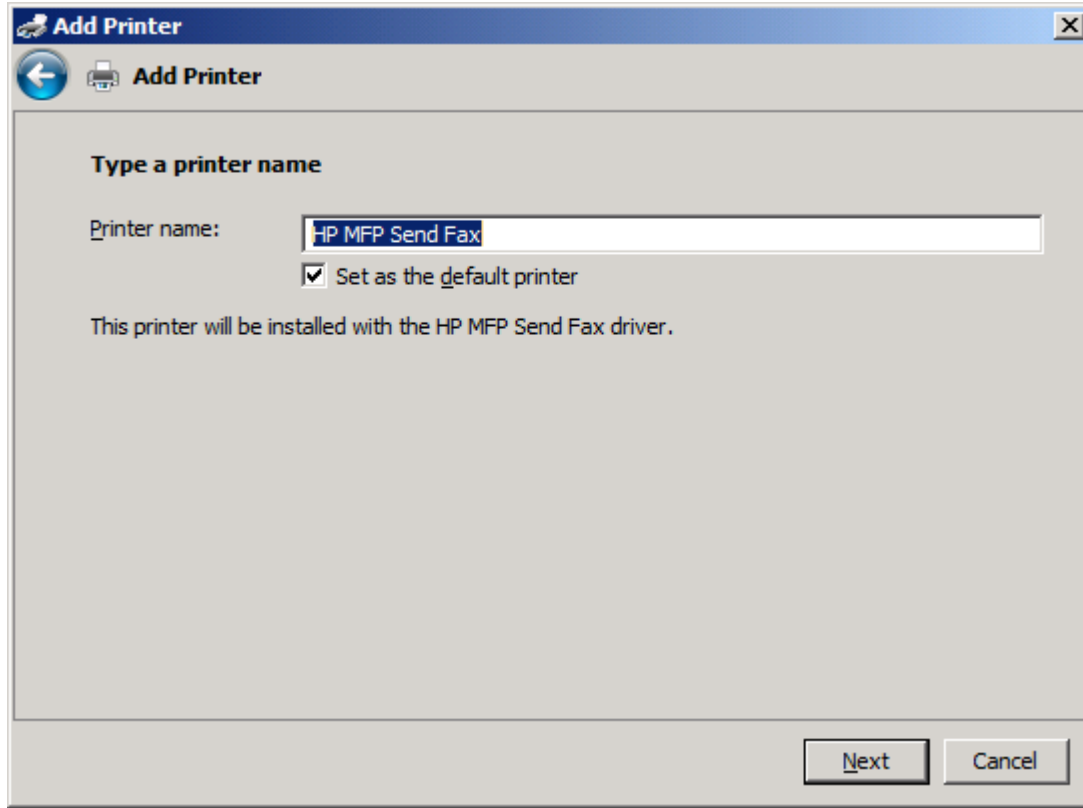 Add Printer
Add Printer
Type a printer name
Printer name: HP MFP Send Fax
Set as the default printer
This printer will be installed with the HP MFP Send Fax driver.
Next Cancel